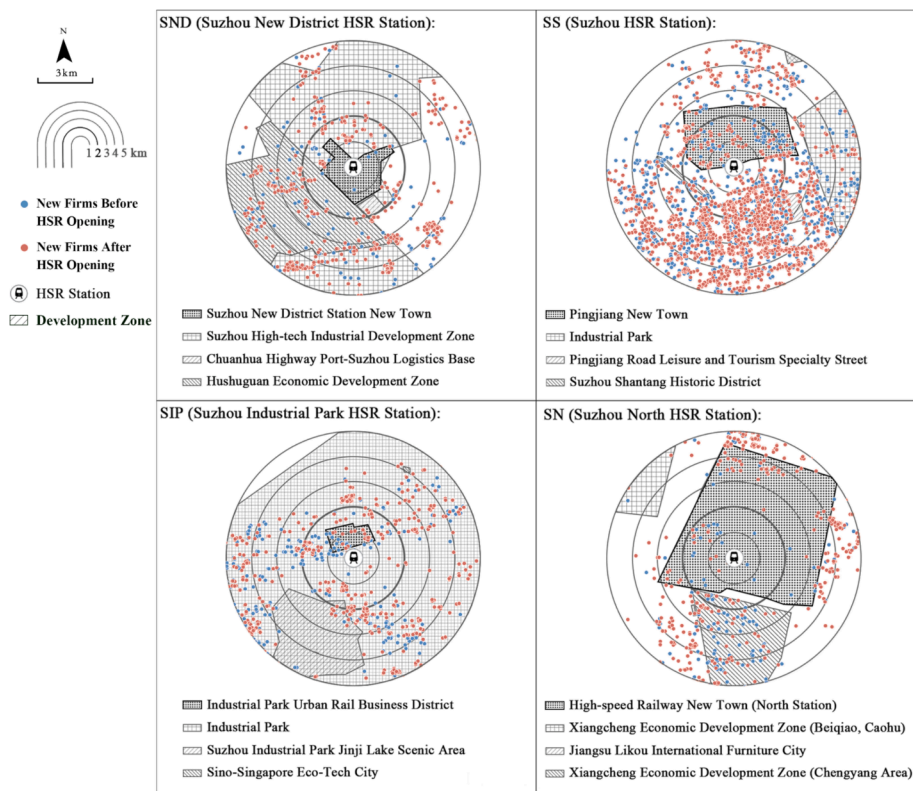 N
3km
1 2 3 4 5 km
New Firms Before
HSR Opening
New Firms After
HSR Opening
HSR Station
Development Zone
SND (Suzhou New District HSR Station):
Suzhou New District Station New Town
Suzhou High-tech Industrial Development Zone
Chuanhua Highway Port-Suzhou Logistics Base
Hushuguan Economic Development Zone
SS (Suzhou HSR Station):
Pingjiang New Town
Industrial Park
Pingjiang Road Leisure and Tourism Specialty Street
Suzhou Shantang Historic District
SIP (Suzhou Industrial Park HSR Station):
Industrial Park Urban Rail Business District
Industrial Park
Suzhou Industrial Park Jinji Lake Scenic Area
Sino-Singapore Eco-Tech City
SN (Suzhou North HSR Station):
High-speed Railway New Town (North Station)
Xiangcheng Economic Development Zone (Beiqiao, Caohu)
Jiangsu Likou International Furniture City
Xiangcheng Economic Development Zone (Chengyang Area)